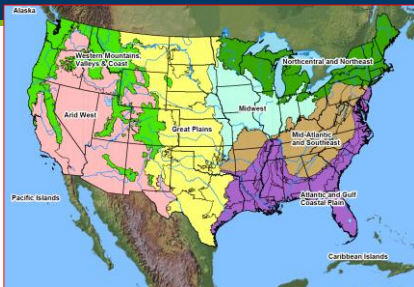 Alaska
Western Mountains,
Valleys & Coast
Northcentral and Northeast
Midwest
Arid West
Great Plains
Mid-Atlantic
and Southeast
Pacific Islands
Atlantic and Gulf
Coastal Plain
Caribbean Islands